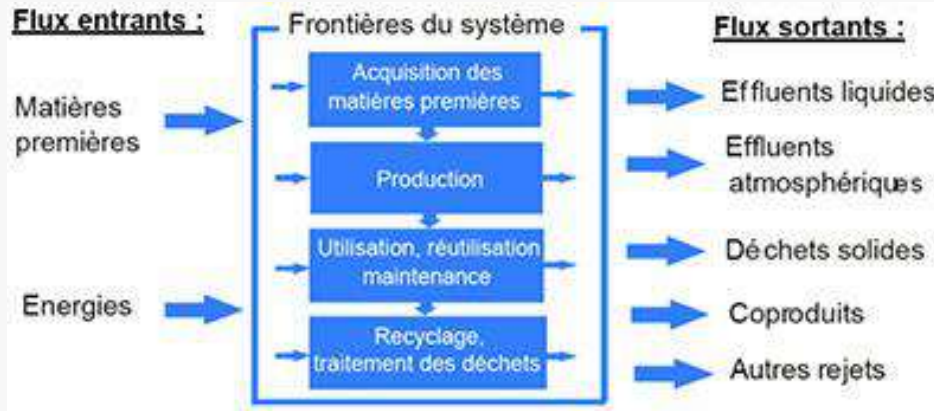 Flux entrants :
Frontières du système
Flux sortants :
Matières
premières
Energies
Acquisition des
matières premières
Production
Utilisation, réutilisation
maintenance
Recyclage,
traitement des déchets
Effluents liquides
Effluents
atmosphériques
Déchets solides
Coproduits
Autres rejets